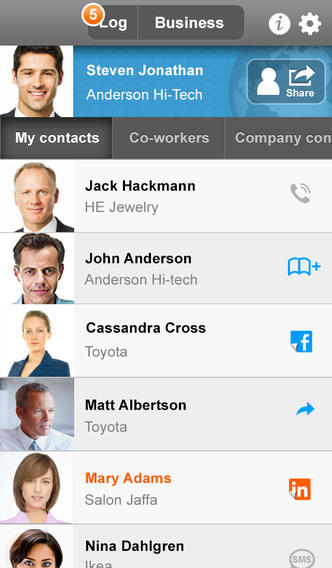 5
Log
Business
i
Steven Jonathan
Anderson Hi-Tech
Share
My contacts
Co-workers
Company con
Jack Hackmann
HE Jewelry
John Anderson
Anderson Hi-tech
Cassandra Cross
Toyota
f
Matt Albertson
Toyota
Mary Adams
Salon Jaffa
in
Nina Dahlgren
Ikea
SMS